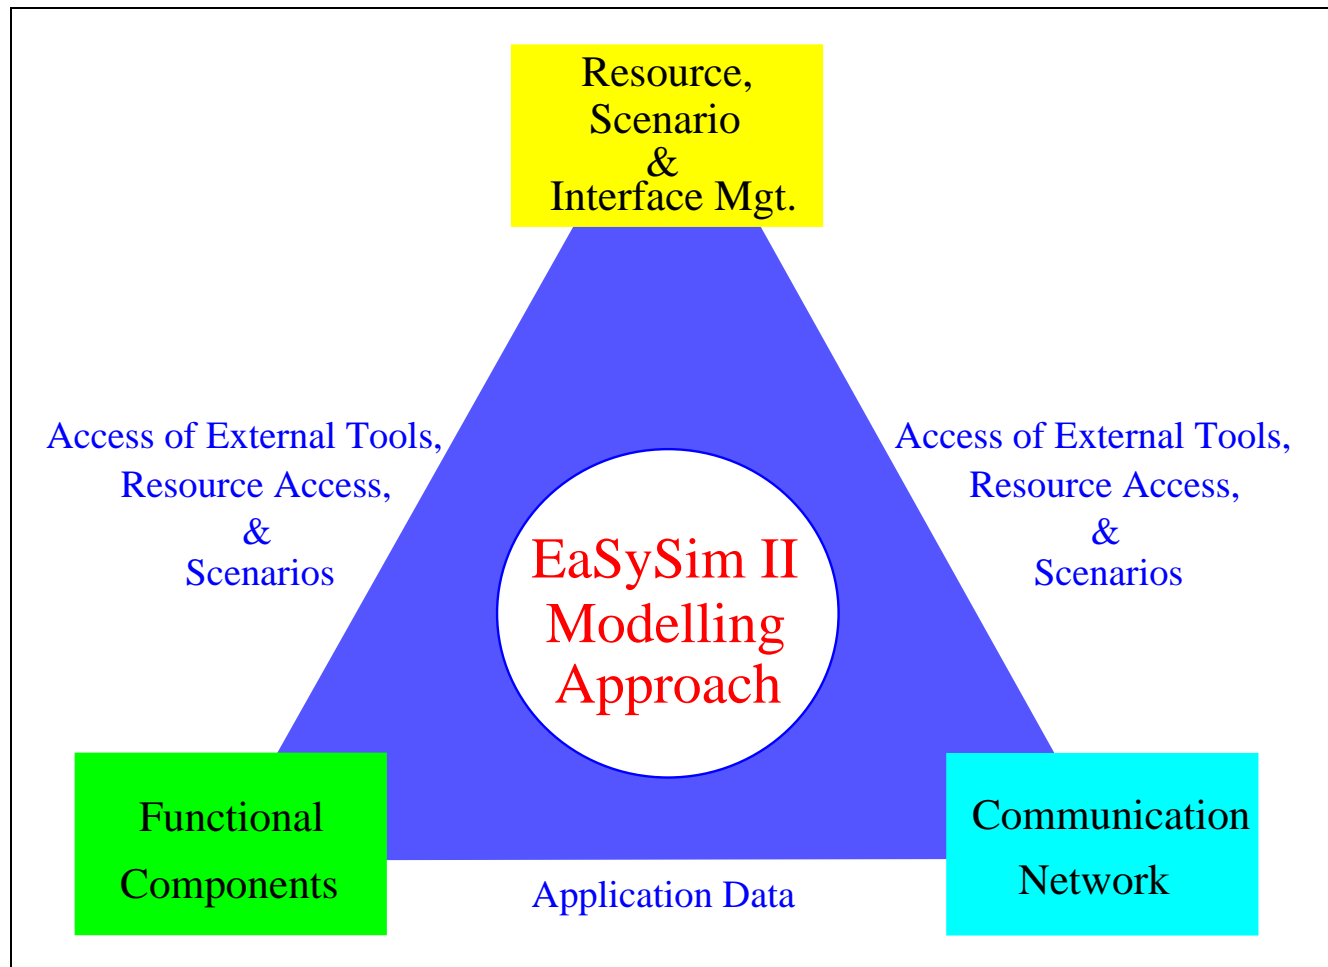 Resource,
Scenario
&
Interface Mgt.
Access of External Tools,
Resource Access,
&
Scenarios
Access of External Tools,
Resource Access,
&
Scenarios
EaSySim II
Modelling
Approach
Functional
Components
Communication
Network
Application Data